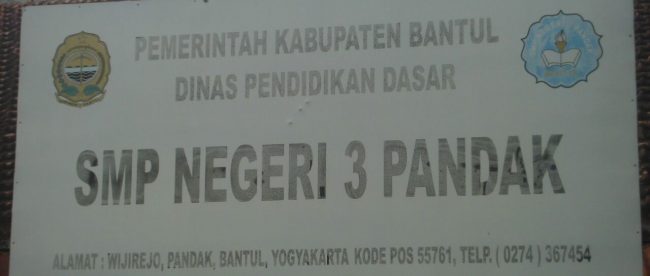 PEMERINTAH KABUPATEN BANTUL
DINAS PENDIDIKAN DASAR
SMP NEGERI 3 PANDAK
ALAMAT : WIJIREJO, PANDAK, BANTUL, YOGYAKARTA KODE POS 55761, TELP. ( 0274 ) 367454